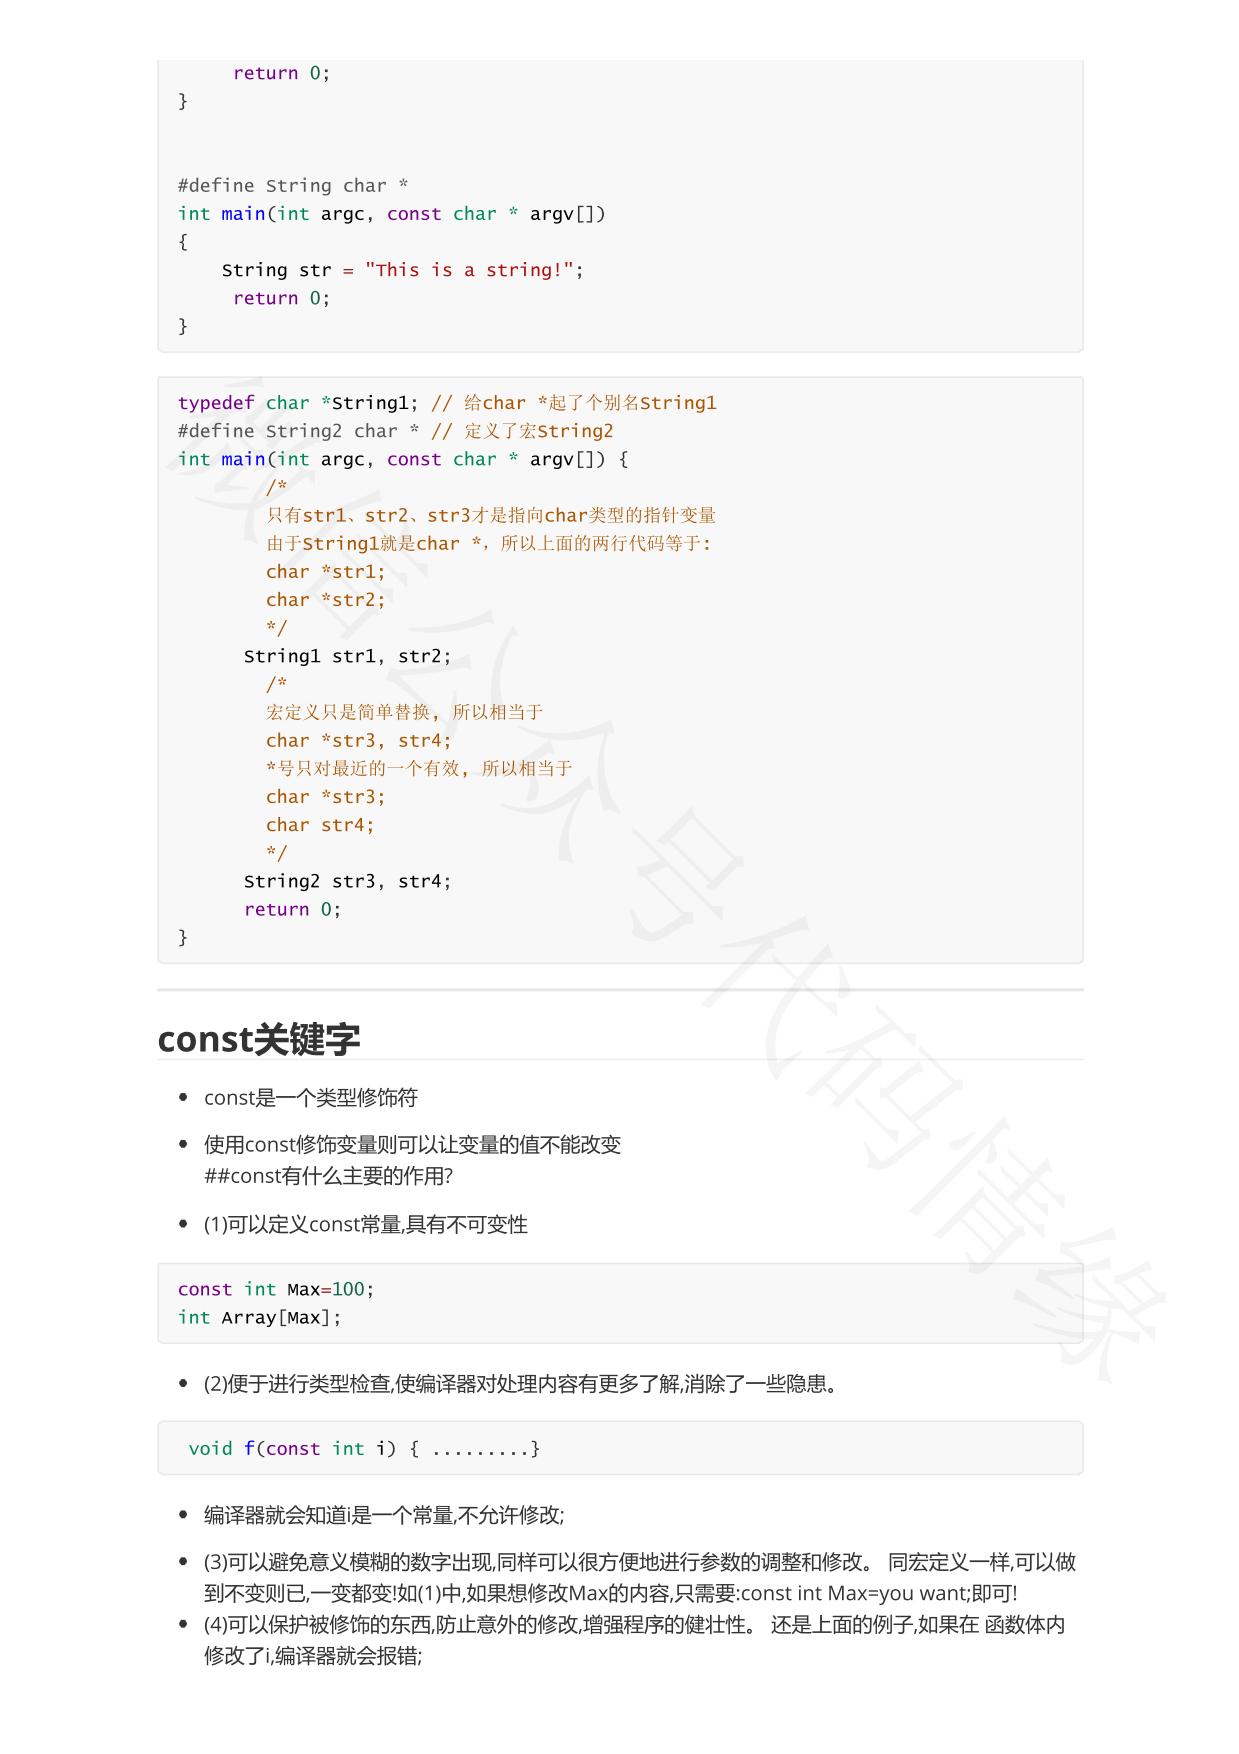 return 0;
}
#define String char *
int main(int argc, const char * argv[])
{
String str = "This is a string!";
return 0;
}
typedef char *String1; // 给char *起了个别名String1
#define String2 char * // 定义了宏String2
int main(int argc, const char * argv[]) {
/*
只有str1、str2、str3才是指向char类型的指针变量
由于String1就是char *，所以上面的两行代码等于:
char *str1;
char *str2;
*/
String1 str1, str2;
/*
宏定义只是简单替换, 所以相当于
char *str3, str4;
*号只对最近的一个有效, 所以相当于
char *str3;
char str4;
*/
String2 str3, str4;
return 0;
}
const关键字
const是一个类型修饰符
使用const修饰变量则可以让变量的值不能改变
##const有什么主要的作用?
(1)可以定义const常量,具有不可变性
const int Max=100;
int Array[Max];
(2)便于进行类型检查,使编译器对处理内容有更多了解,消除了一些隐患。
void f(const int i) { .........}
编译器就会知道i是一个常量,不允许修改;
(3)可以避免意义模糊的数字出现,同样可以很方便地进行参数的调整和修改。 同宏定义一样,可以做
到不变则已,一变都变!如(1)中,如果想修改Max的内容,只需要:const int Max=you want;即可!
(4)可以保护被修饰的东西,防止意外的修改,增强程序的健壮性。 还是上面的例子,如果在 函数体内
修改了i,编译器就会报错;
微信公众号代码情缘